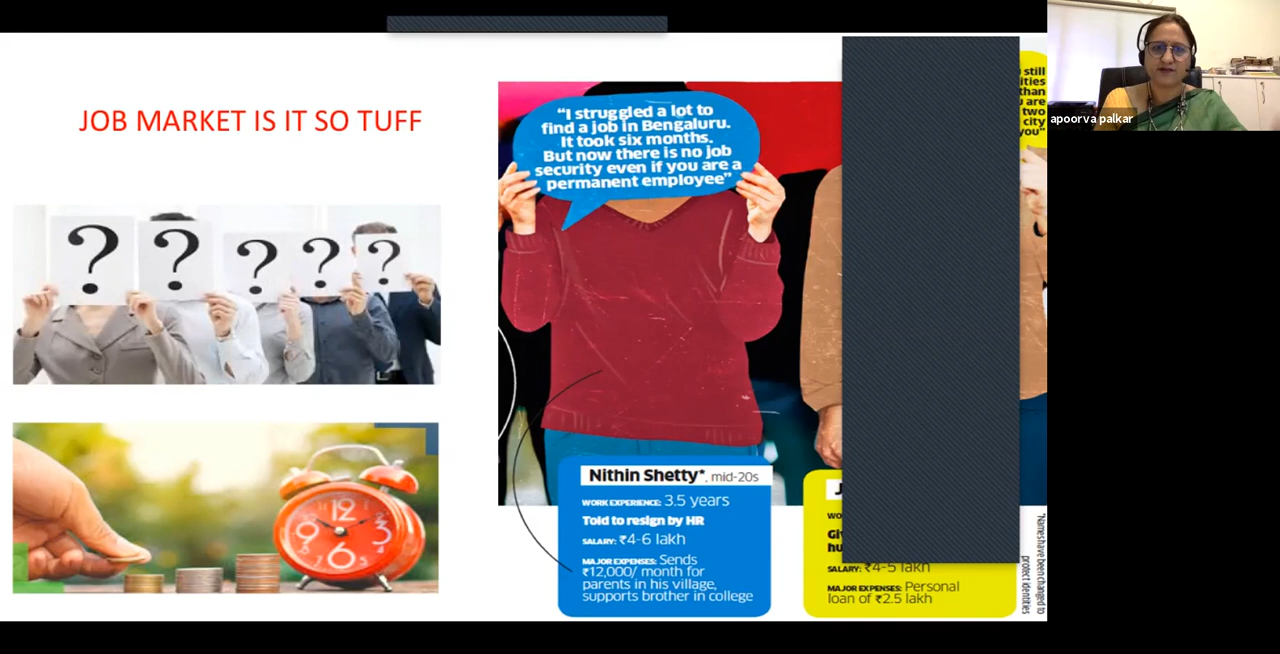 JOB MARKET IS IT SO TUFF
? ? ? ? ?
12
3
6
9
"I struggled a lot to
find a job in Bengaluru.
It took six months.
But now there is no job
security even if you are a
permanent employee"
Nithin Shetty*, mid-20s
WORK EXPERIENCE: 3.5 years
Told to resign by HR
SALARY: ₹4-6 lakh
MAJOR EXPENSES: Sends
₹12,000/ month for
parents in his village,
supports brother in college
SALARY: ₹4-5 lakh
MAJOR EXPENSES: Personal
loan of ₹2.5 lakh
still
than
are
two
city
you"
*Names have been changed to
protect identities
apoorva palkar